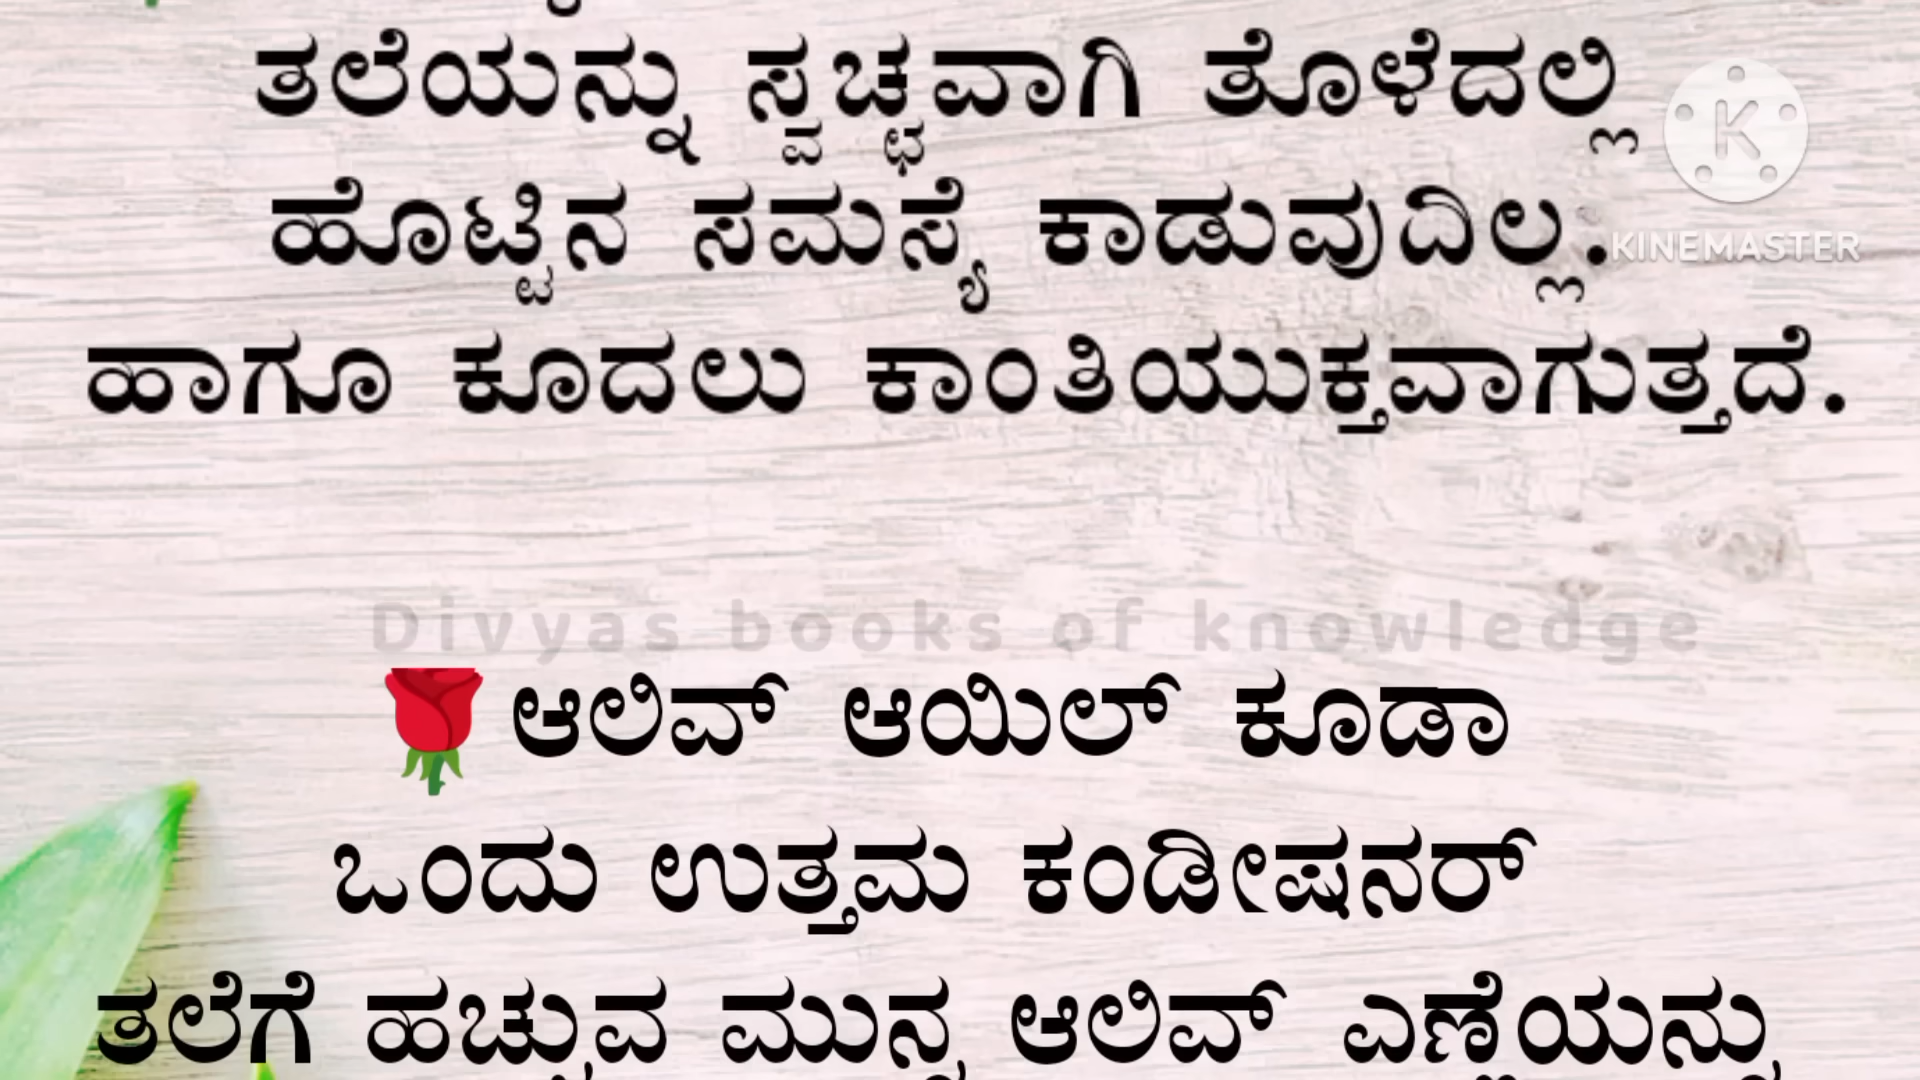 ತಲೆಯನ್ನು ಸ್ವಚ್ಛವಾಗಿ ತೊಳೆದಲ್ಲಿ
K
ಹೊಟ್ಟಿನ ಸಮಸ್ಯೆ ಕಾಡುವುದಿಲ್ಲ.
KINEMASTER
ಹಾಗೂ ಕೂದಲು ಕಾಂತಿಯುಕ್ತವಾಗುತ್ತದೆ.
Divyas books of knowledge
🌹ಆಲಿವ್ ಆಯಿಲ್ ಕೂಡಾ
ಒಂದು ಉತ್ತಮ ಕಂಡೀಷನರ್
ತಲೆಗೆ ಹಚ್ಚುವ ಮುನ್ನ ಆಲಿವ್ ಎಣ್ಣೆಯನ್ನು